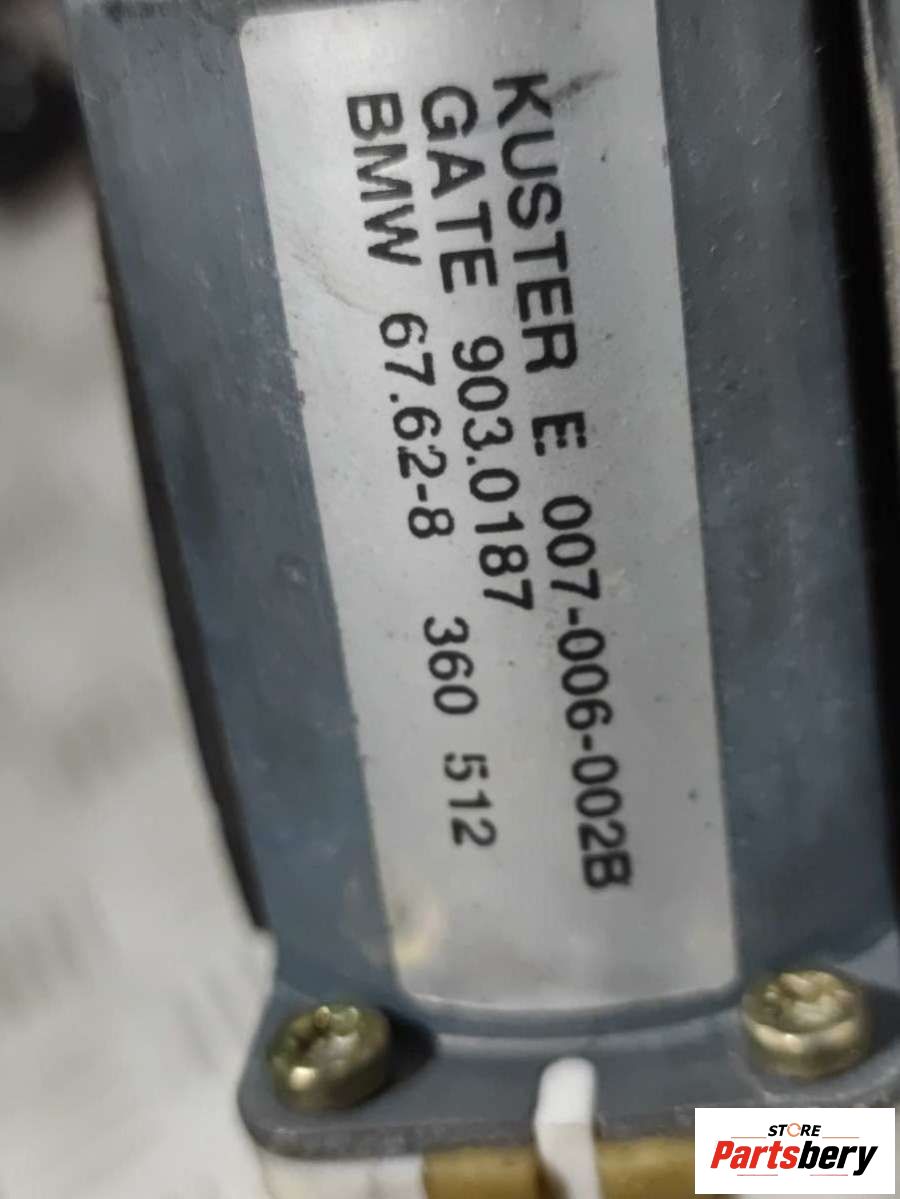 KUSTER E 007-006-002B
GATE 903.0187
BMW 67.62-8 360 512
STORE
Partsbery